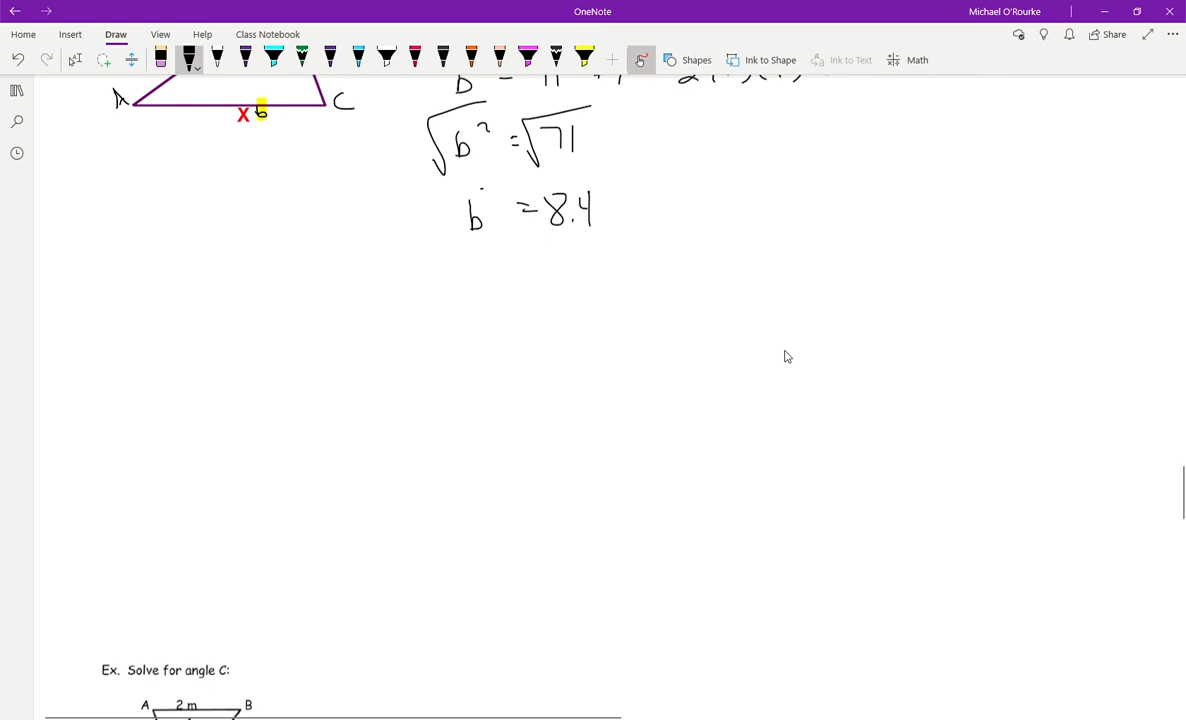 OneNote
Michael O'Rourke
Home Insert Draw View Help Class Notebook
Share
Shapes Ink to Shape Ink to Text Math
A X b C
√b² = √71
b = 8.4
Ex. Solve for angle C:
A 2 m B